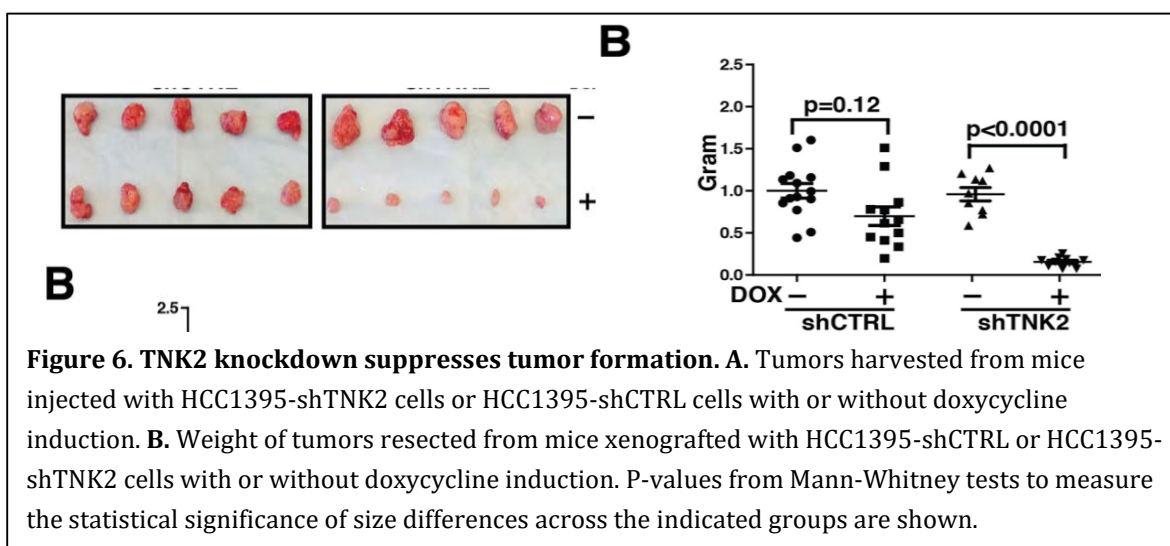 −
+
B
2.5
B
2.5
2.0
1.5
1.0
0.5
0.0
Gram
p=0.12
p<0.0001
DOX − + − +
shCTRL shTNK2
Figure 6. TNK2 knockdown suppresses tumor formation. A. Tumors harvested from mice
injected with HCC1395-shTNK2 cells or HCC1395-shCTRL cells with or without doxycycline
induction. B. Weight of tumors resected from mice xenografted with HCC1395-shCTRL or HCC1395-
shTNK2 cells with or without doxycycline induction. P-values from Mann-Whitney tests to measure
the statistical significance of size differences across the indicated groups are shown.